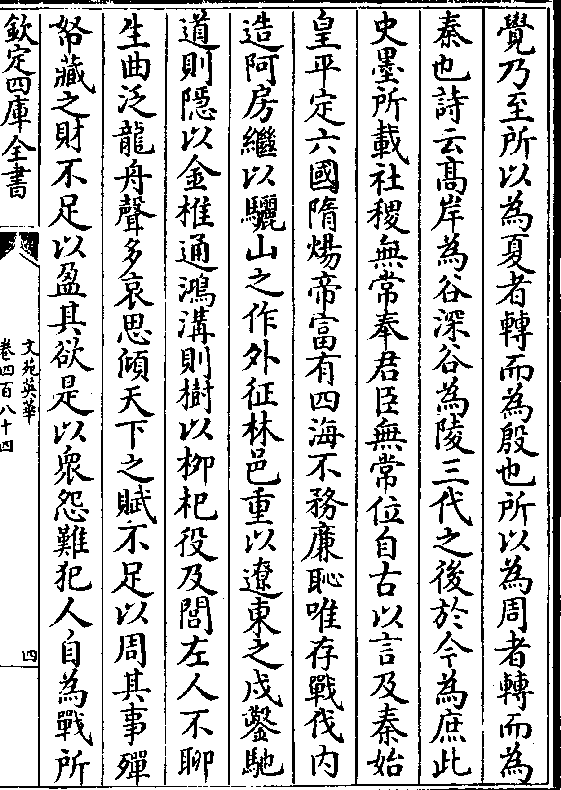 覺乃至所以為夏者轉而為殷也所以為周者轉而為
秦也詩云髙岸為谷深谷為陵三代之後於今為庶此
史墨所載社稷無常奉君臣無常位自古以言及秦始
皇平定六國隋煬帝富有四海不務廉恥唯存戰伐内
造阿房繼以驪山之作外征林邑重以遼東之戍鑿馳
道則隠以金椎通鴻溝則樹以栁杞役及閭左人不聊
生曲泛龍舟聲多哀思傾天下之賦不足以周其事殫
帑藏之財不足以盈其欲是以衆怨難犯人自為戰所
欽定四庫全書
文苑英華
卷四百八十四
四